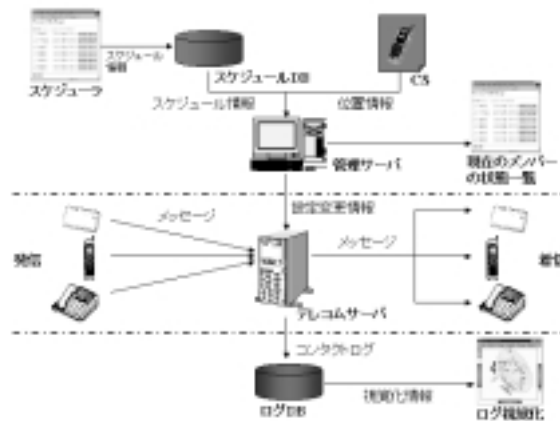 スケジュール
情報
スケジューラ
スケジュールDB
CS
スケジュール情報
位置情報
管理サーバ
現在のメンバー
の状態一覧
設定変更情報
メッセージ
メッセージ
発信
着信
テレコムサーバ
コンタクトログ
ログDB
視覚化情報
ログ視覚化